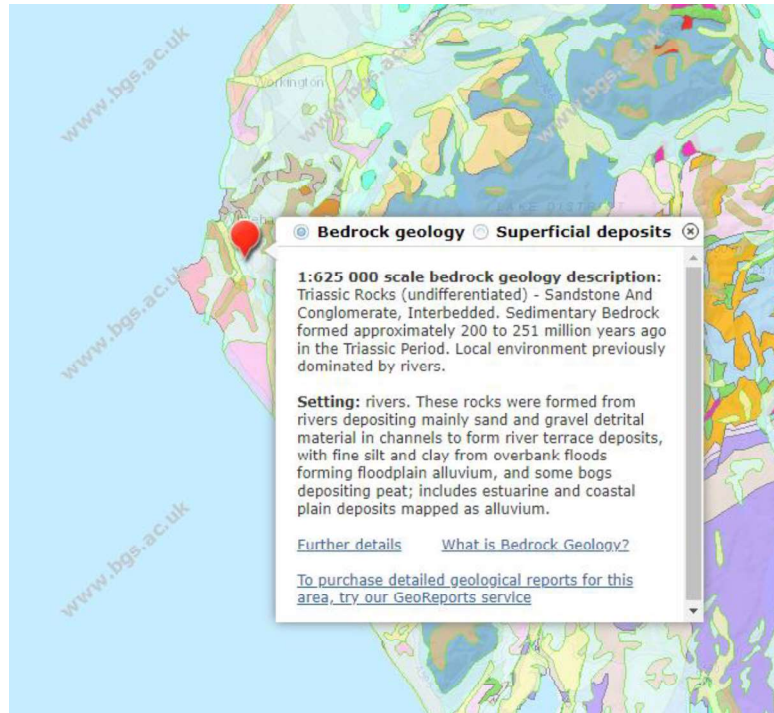 www.bgs.ac.uk
www.bgs.ac.uk
www.bgs.ac.uk
Workington
LAKE DISTRICT
Bedrock geology Superficial deposits
1:625 000 scale bedrock geology description:
Triassic Rocks (undifferentiated) - Sandstone And
Conglomerate, Interbedded. Sedimentary Bedrock
formed approximately 200 to 251 million years ago
in the Triassic Period. Local environment previously
dominated by rivers.
www.bgs.ac.uk
Setting: rivers. These rocks were formed from
rivers depositing mainly sand and gravel detrital
material in channels to form river terrace deposits,
with fine silt and clay from overbank floods
forming floodplain alluvium, and some bogs
depositing peat; includes estuarine and coastal
plain deposits mapped as alluvium.
www.bgs.ac.uk
Further details What is Bedrock Geology?
To purchase detailed geological reports for this
area, try our GeoReports service